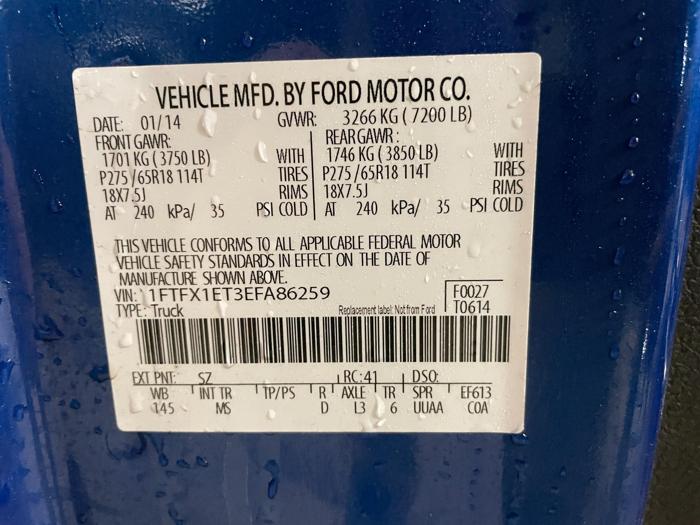 VEHICLE MFD. BY FORD MOTOR CO.
DATE: 01/14 GVWR: 3266 KG (7200 LB)
FRONT GAWR: REAR GAWR:
1701 KG (3750 LB) WITH 1746 KG (3850 LB) WITH
P275/65R18 114T TIRES P275/65R18 114T TIRES
18X7.5J RIMS 18X7.5J RIMS
AT 240 kPa/ 35 PSI COLD AT 240 kPa/ 35 PSI COLD
THIS VEHICLE CONFORMS TO ALL APPLICABLE FEDERAL MOTOR
VEHICLE SAFETY STANDARDS IN EFFECT ON THE DATE OF
MANUFACTURE SHOWN ABOVE.
VIN: 1FTFX1ET3EFA86259 F0027
TYPE: Truck Replacement label: Not from Ford T0614
EXT PNT: SZ RC: 41 DSO:
WB INT TR TP/PS R AXLE TR SPR EF613
145 MS D L3 6 UUAA COA